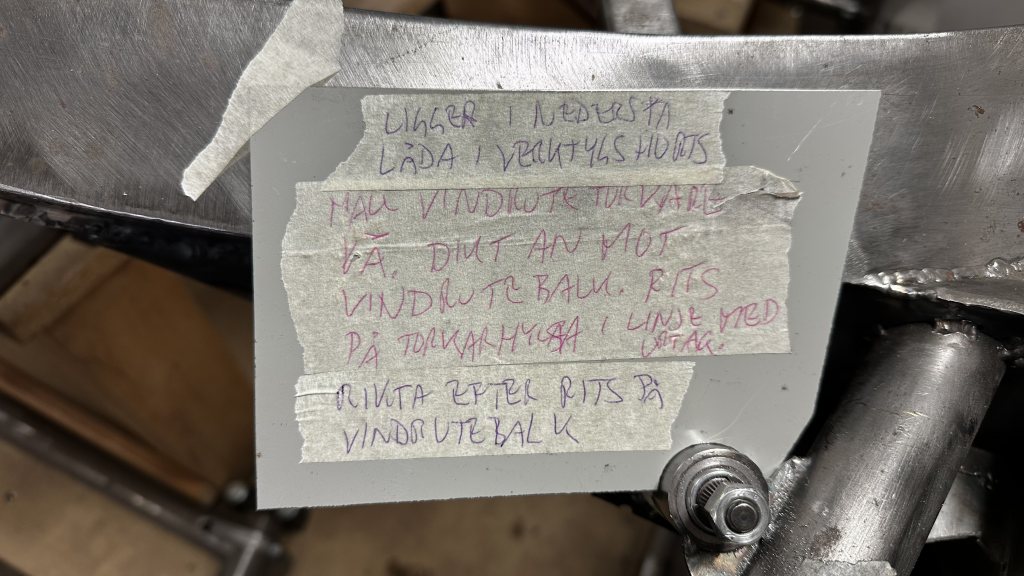 LIGGER I NEDERSTA
LÅDA I VERKTYGSHURTS
MALL VINDRUTETORKARE
VÄ. DIKT AN MOT
VINDRUTEBALK. RITS
PÅ TORKARHYLSA I LINJE MED
URTAG.
RIKTA EFTER RITS PÅ
VINDRUTEBALK